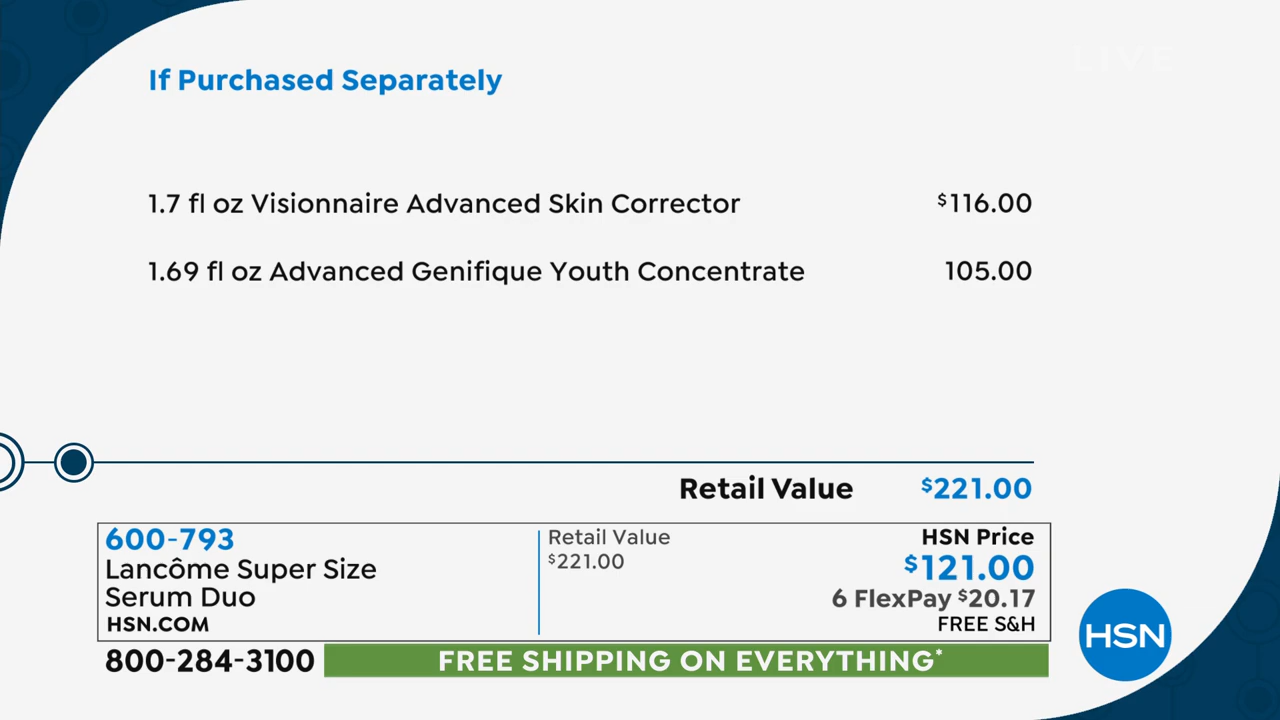 LIVE
If Purchased Separately
1.7 fl oz Visionnaire Advanced Skin Corrector $116.00
1.69 fl oz Advanced Genifique Youth Concentrate 105.00
Retail Value $221.00
600-793
Lancôme Super Size
Serum Duo
HSN.COM
Retail Value
$221.00
HSN Price
$121.00
6 FlexPay $20.17
FREE S&H
HSN
800-284-3100 FREE SHIPPING ON EVERYTHING*